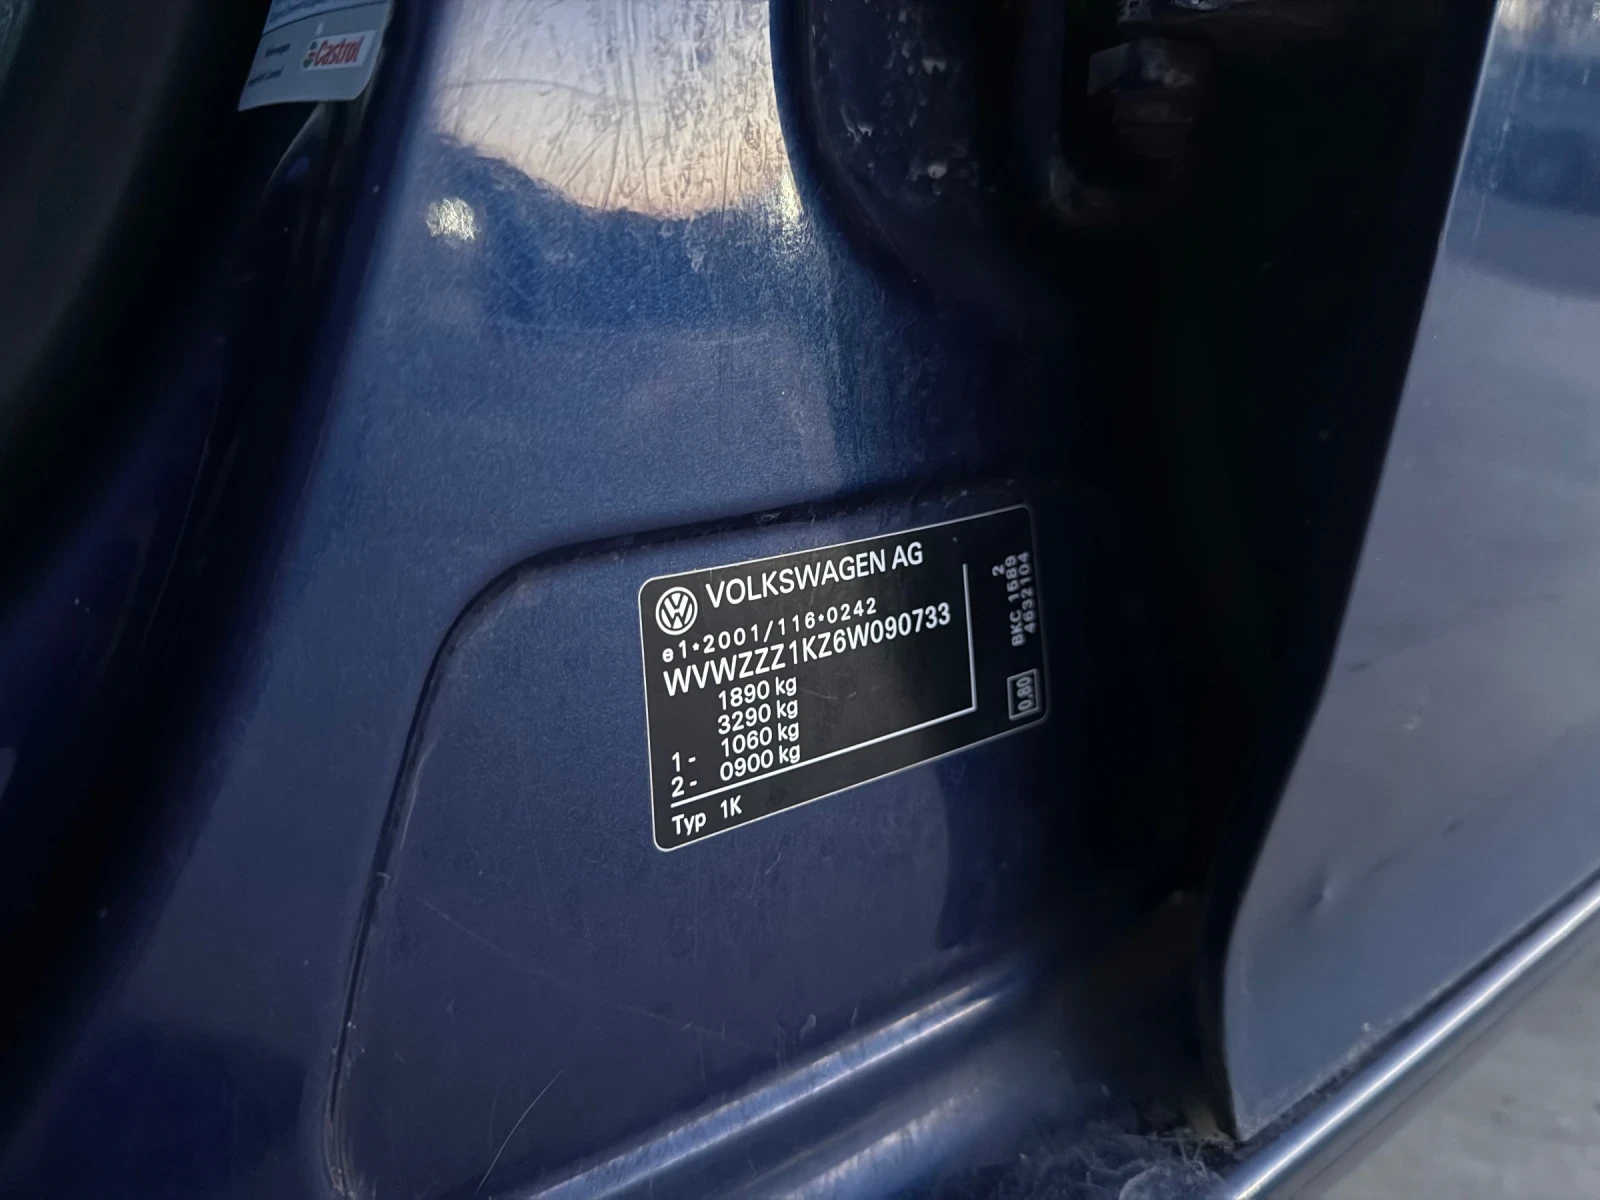 Castrol
VOLKSWAGEN AG
e1*2001/116*0242
WVWZZZ1KZ6W090733
1890 kg
3290 kg
1- 1060 kg
2- 0900 kg
Typ 1K
2
BKC 1689
4632104
0.80